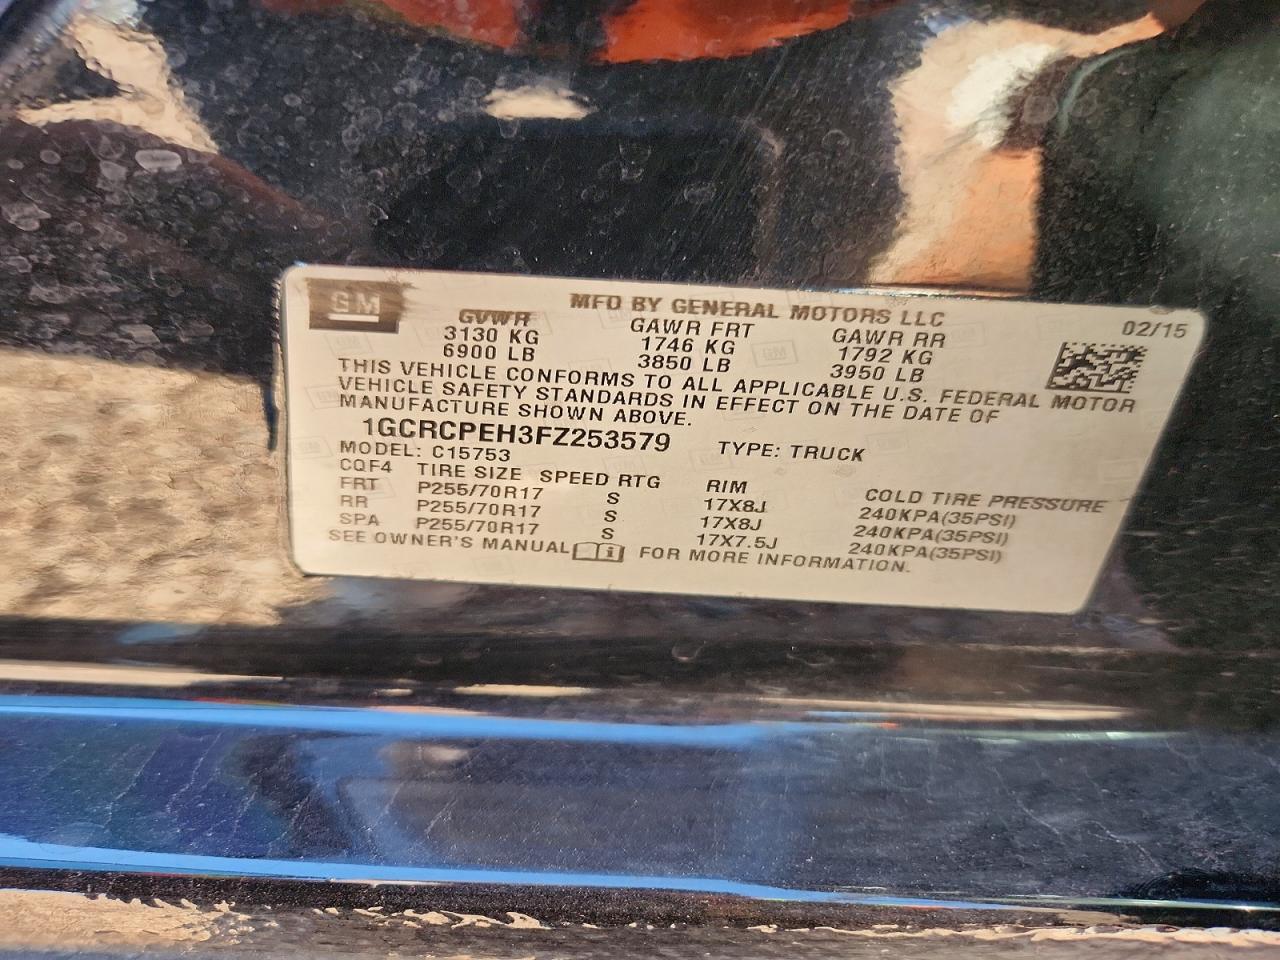 GM
MFD BY GENERAL MOTORS LLC
02/15
GVWR GAWR FRT GAWR RR
3130 KG 1746 KG 1792 KG
6900 LB 3850 LB 3950 LB
THIS VEHICLE CONFORMS TO ALL APPLICABLE U.S. FEDERAL MOTOR
VEHICLE SAFETY STANDARDS IN EFFECT ON THE DATE OF
MANUFACTURE SHOWN ABOVE.
1GCRCPEH3FZ253579 TYPE: TRUCK
MODEL: C15753
CQF4 TIRE SIZE SPEED RTG RIM COLD TIRE PRESSURE
FRT P255/70R17 S 17X8J 240KPA(35PSI)
RR P255/70R17 S 17X8J 240KPA(35PSI)
SPA P255/70R17 S 17X7.5J 240KPA(35PSI)
SEE OWNER'S MANUAL FOR MORE INFORMATION.